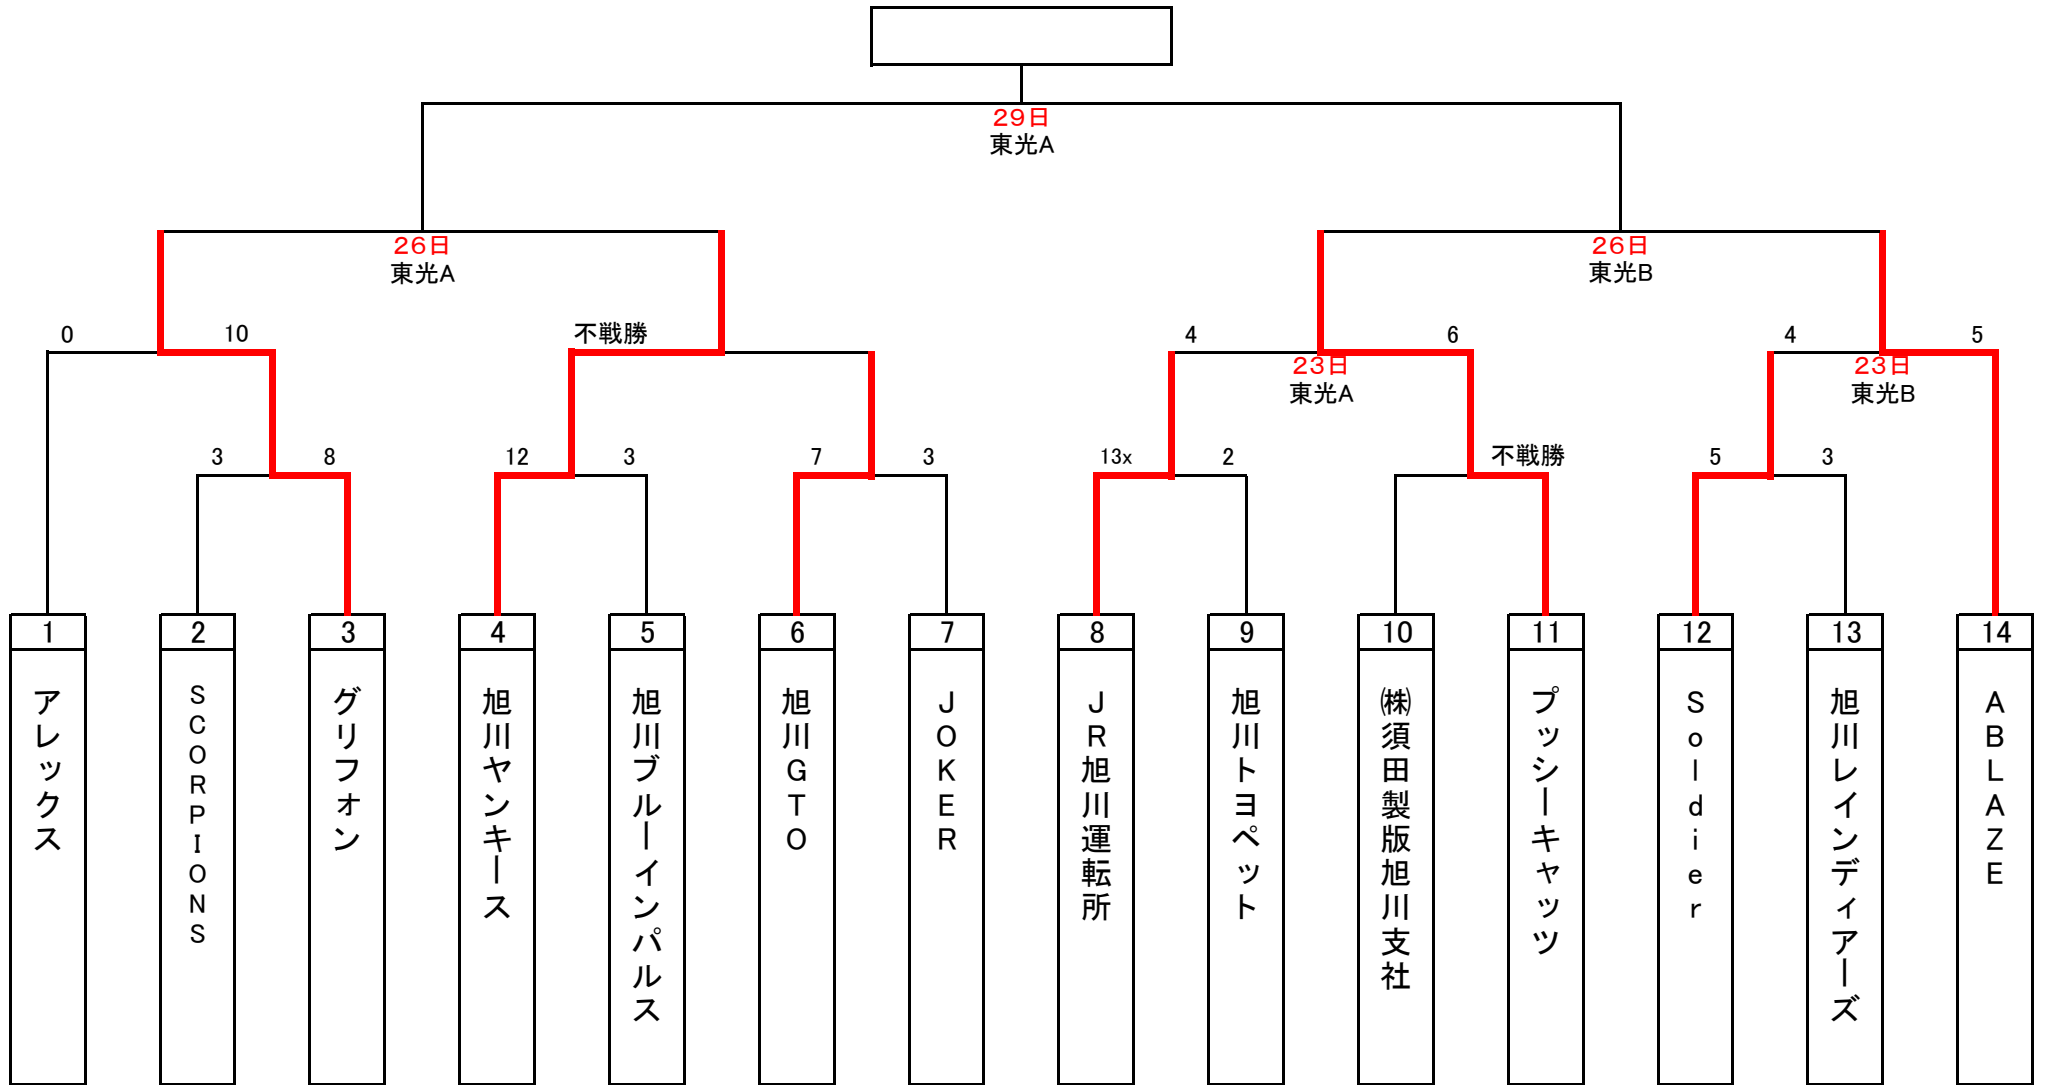 29日
東光A
26日
東光A
26日
東光B
0
10
不戦勝
4
6
4
5
23日
東光A
23日
東光B
3
8
12
3
7
3
13x
2
不戦勝
5
3
1
2
3
4
5
6
7
8
9
10
11
12
13
14
アレックス
SCORPIONS
グリフォン
旭川ヤンキース
旭川ブルーインパルス
旭川GTO
JOKER
JR旭川運転所
旭川トヨペット
㈱須田製版旭川支社
プッシーキャッツ
Soldier
旭川レインディアーズ
ABLAZE